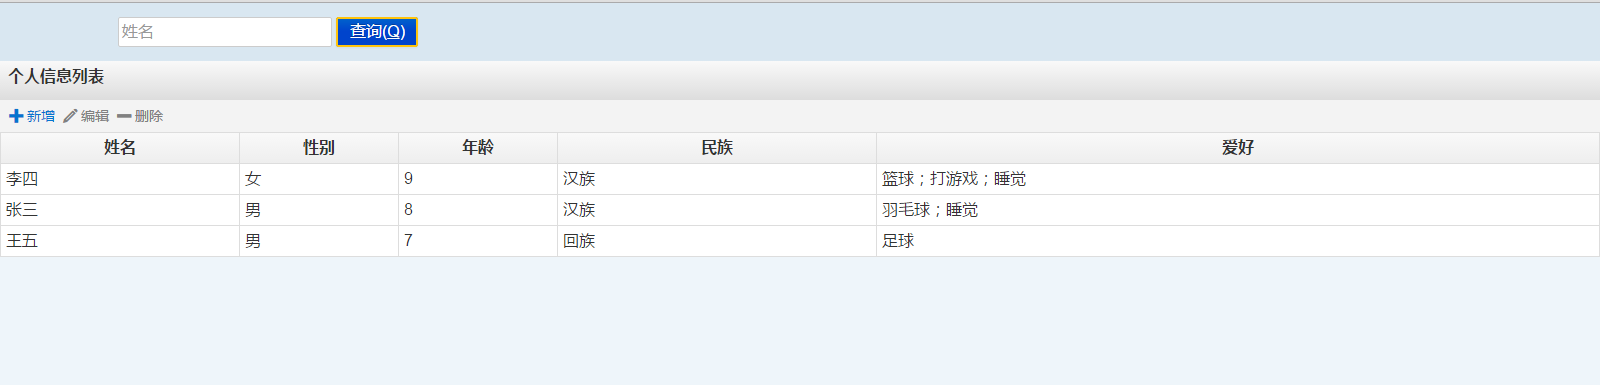 姓名 查询(Q)
个人信息列表
新增 编辑 删除
姓名 性别 年龄 民族 爱好
李四 女 9 汉族 篮球；打游戏；睡觉
张三 男 8 汉族 羽毛球；睡觉
王五 男 7 回族 足球